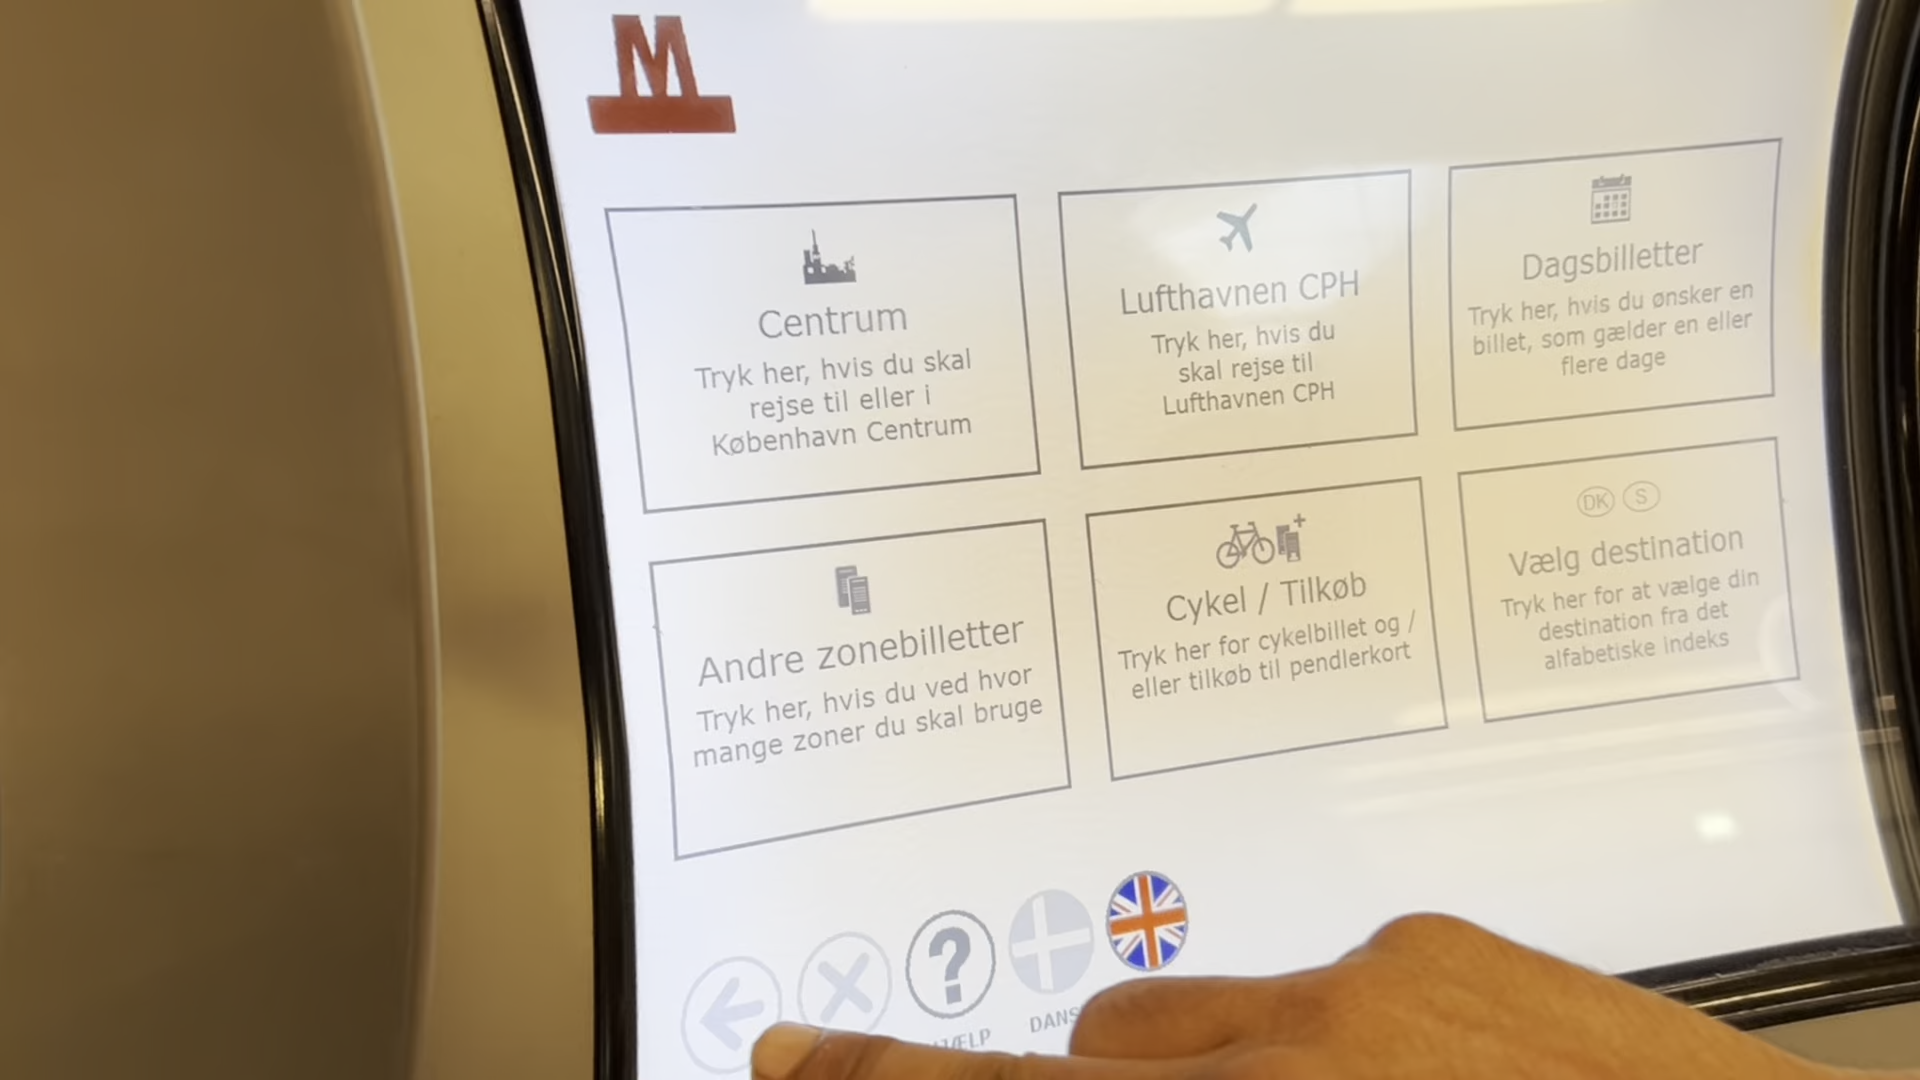 M
Centrum
Tryk her, hvis du skal
rejse til eller i
København Centrum
Lufthavnen CPH
Tryk her, hvis du
skal rejse til
Lufthavnen CPH
Dagsbilletter
Tryk her, hvis du ønsker en
billet, som gælder en eller
flere dage
Andre zonebilletter
Tryk her, hvis du ved hvor
mange zoner du skal bruge
Cykel / Tilkøb
Tryk her for cykelbillet og /
eller tilkøb til pendlerkort
DK S
Vælg destination
Tryk her for at vælge din
destination fra det
alfabetiske indeks
?